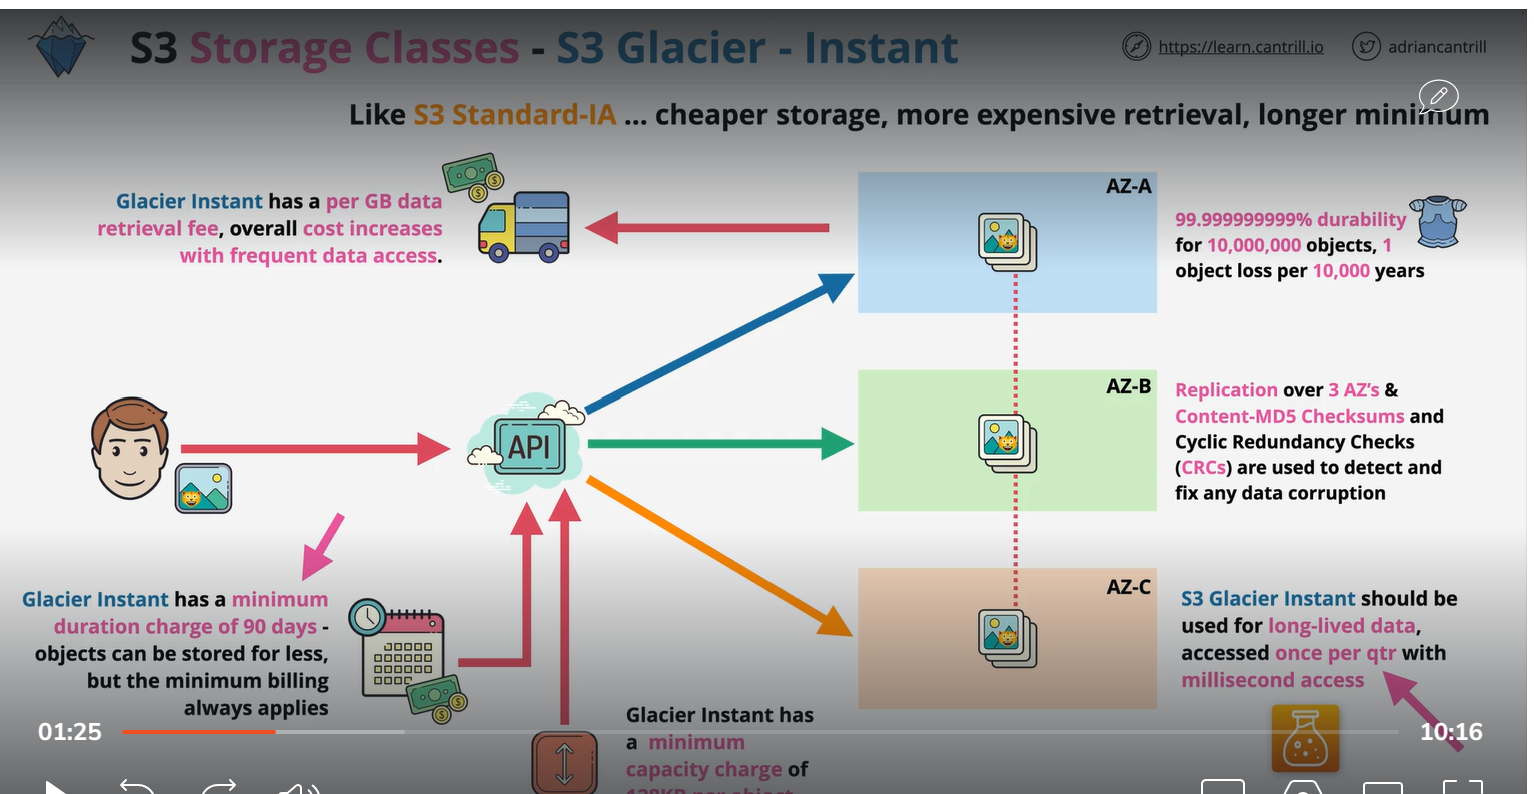 S3 Storage Classes - S3 Glacier - Instant
https://learn.cantrill.io
adriancantrill
Like S3 Standard-IA ... cheaper storage, more expensive retrieval, longer minimum
Glacier Instant has a per GB data
retrieval fee, overall cost increases
with frequent data access.
AZ-A
99.999999999% durability
for 10,000,000 objects, 1
object loss per 10,000 years
API
AZ-B
Replication over 3 AZ's &
Content-MD5 Checksums and
Cyclic Redundancy Checks
(CRCs) are used to detect and
fix any data corruption
Glacier Instant has a minimum
duration charge of 90 days -
objects can be stored for less,
but the minimum billing
always applies
AZ-C
S3 Glacier Instant should be
used for long-lived data,
accessed once per qtr with
millisecond access
Glacier Instant has
a minimum
capacity charge of
128KB per object
01:25
10:16